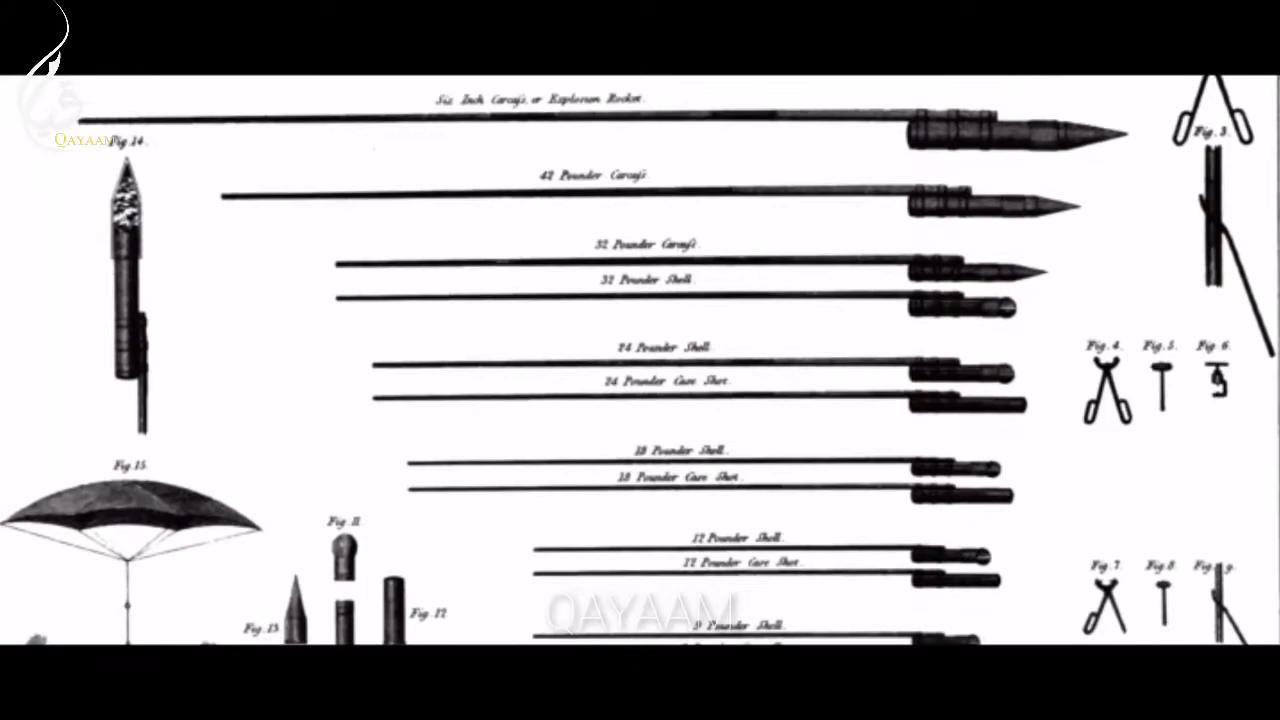 Six Inch Carcaſs, or Explosion Rocket.
QAYAAM
Fig. 14.
Fig. 3.
42 Pounder Carcaſs.
32 Pounder Carcaſs.
32 Pounder Shell.
24 Pounder Shell.
24 Pounder Case Shot.
Fig. 4.
Fig. 5.
Fig. 6.
18 Pounder Shell.
18 Pounder Case Shot.
Fig. 15.
Fig. 11.
12 Pounder Shell.
12 Pounder Case Shot.
Fig. 7.
Fig. 8.
Fig. 9.
Fig. 13
Fig. 12
QAYAAM
9 Pounder Shell.